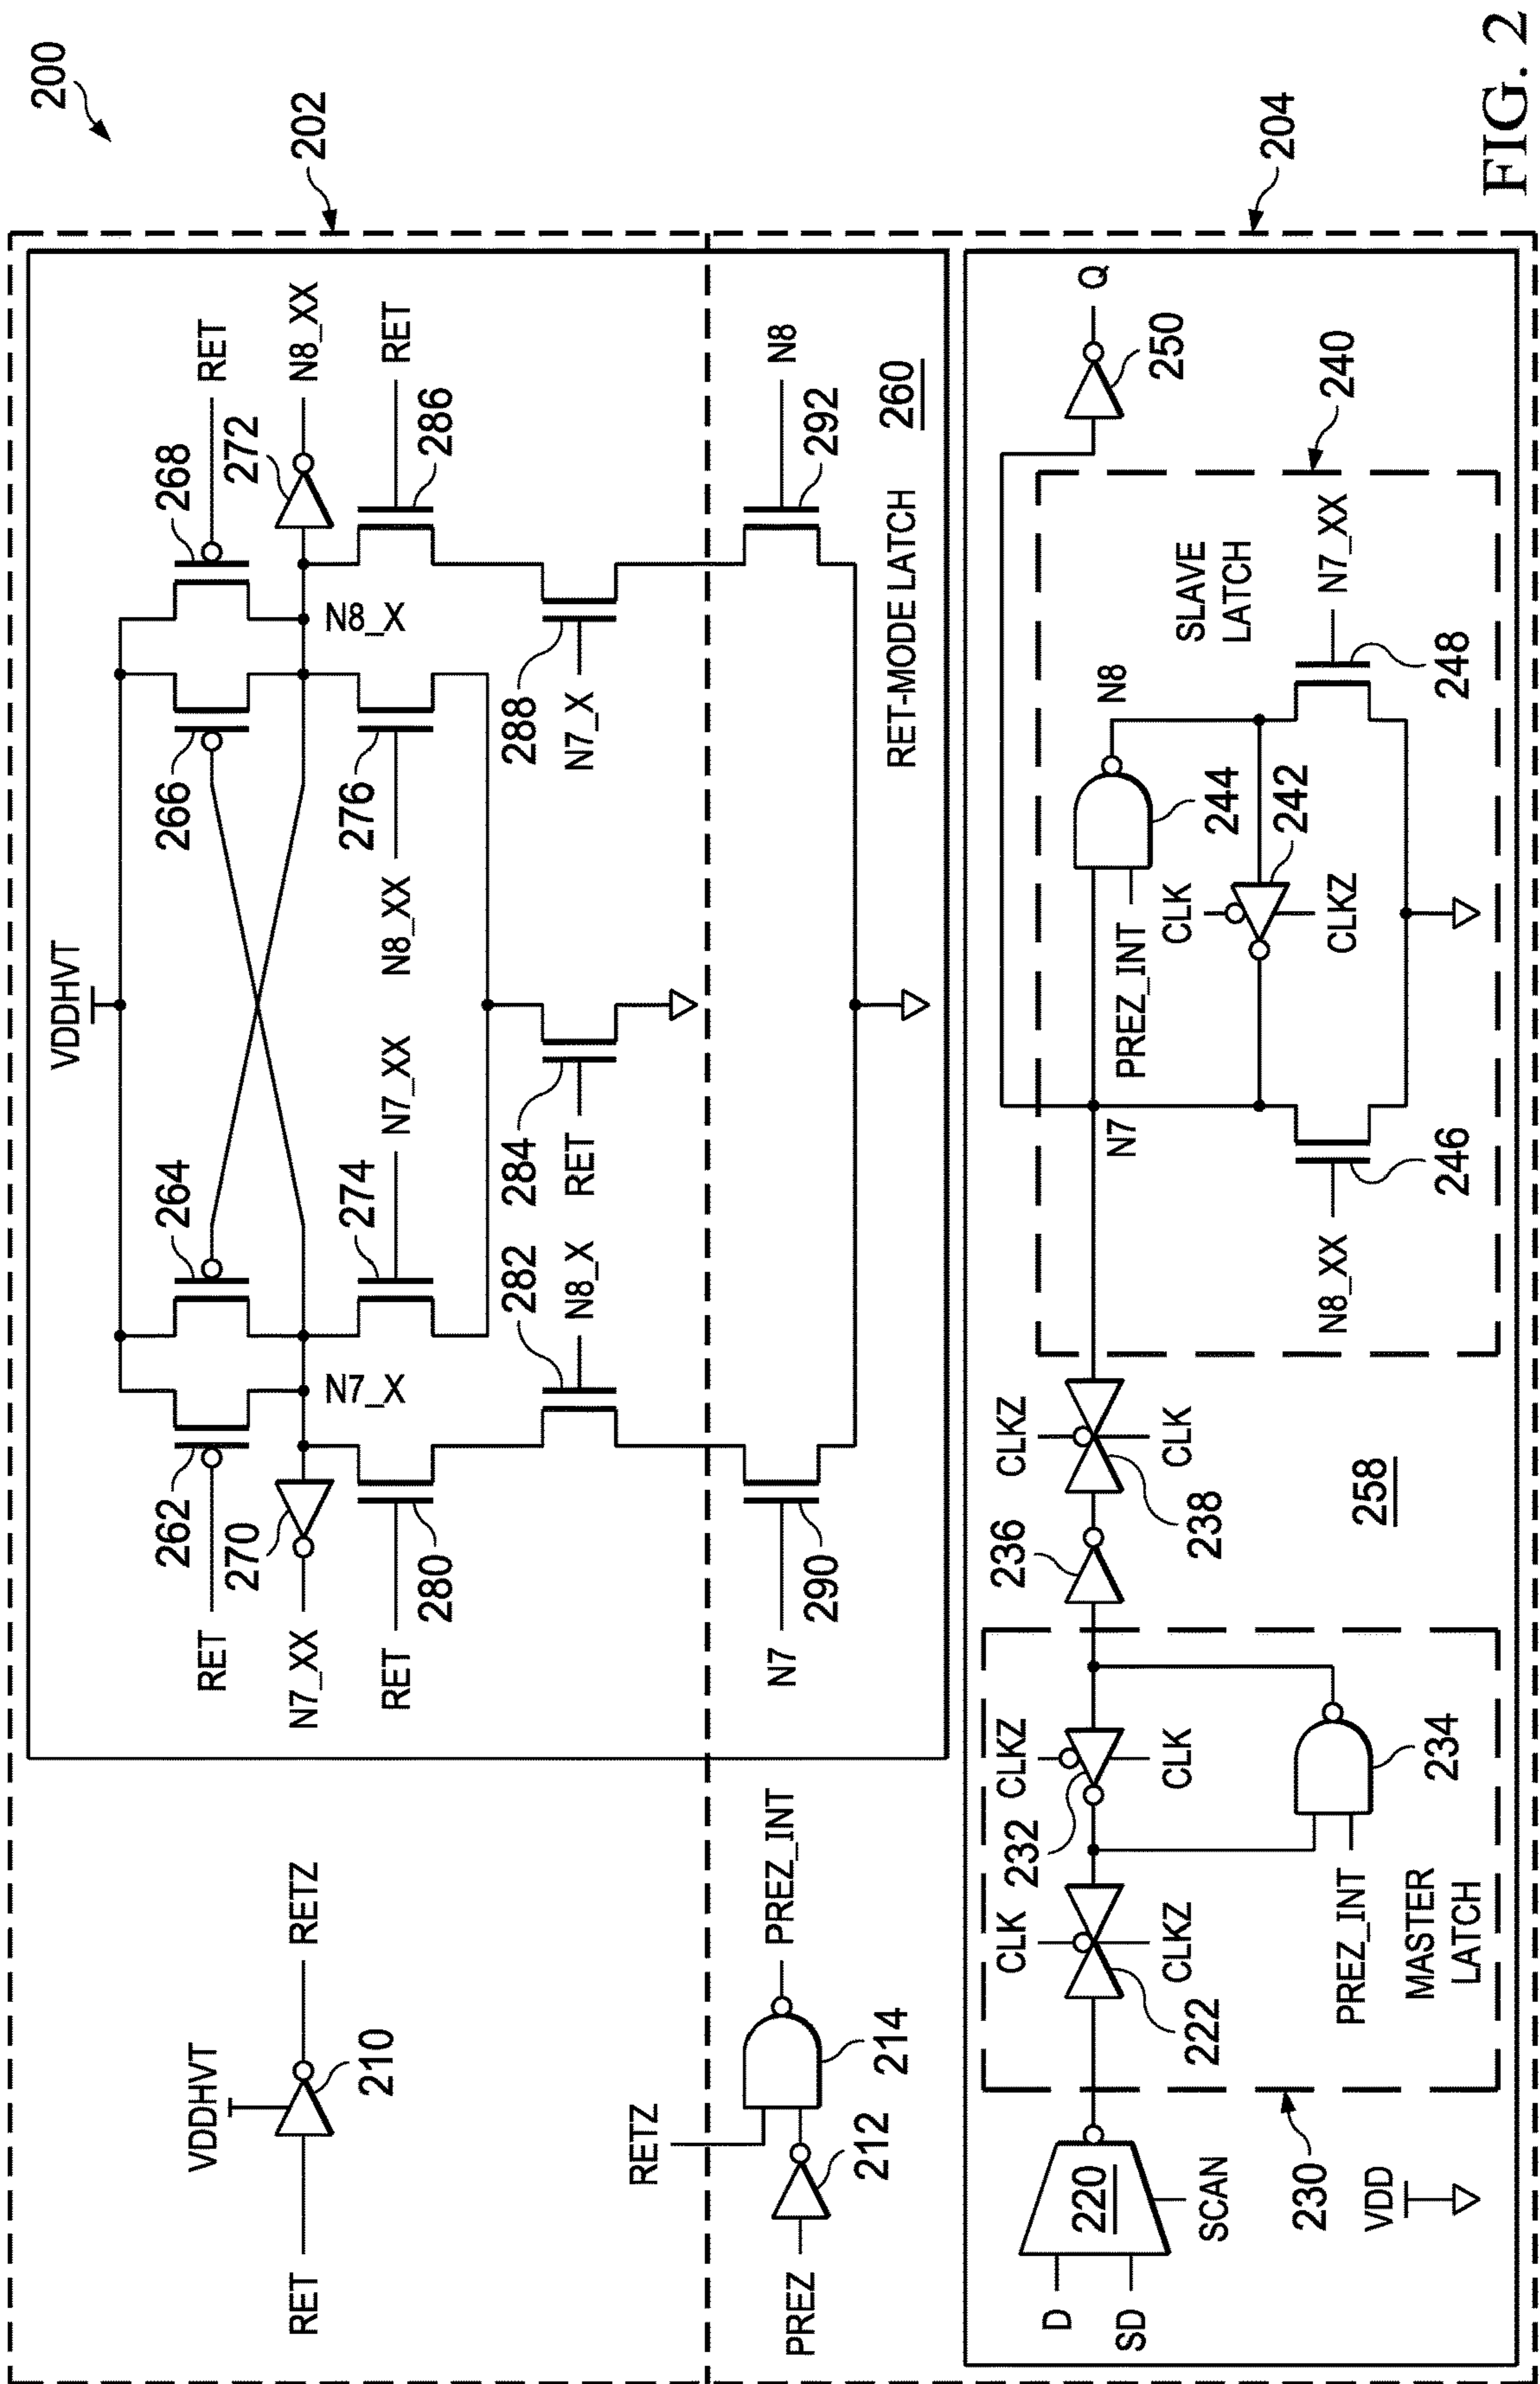 200
202
VDDHVT
RET
262
264
266
268
RET
N7_XX
270
N7_X
N8_X
272
N8_XX
RET
280
274
N7_XX
N8_XX
276
286
RET
282
N8_X
284
RET
288
N7_X
N7
290
292
N8
RET-MODE LATCH
260
VDDHVT
RET
210
RETZ
RETZ
PREZ
212
214
PREZ_INT
204
D
SD
220
SCAN
230
VDD
CLK
222
CLKZ
232
CLKZ
CLK
PREZ_INT
234
MASTER
LATCH
236
CLKZ
238
CLK
258
N7
PREZ_INT
244
N8
CLK
242
CLKZ
SLAVE
LATCH
N8_XX
246
248
N7_XX
240
250
Q
FIG. 2